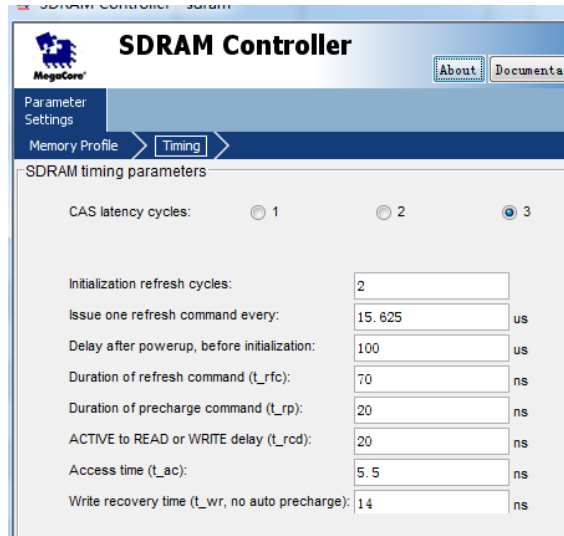 SDRAM Controller - sdram
SDRAM Controller
MegaCore®
About
Documenta
Parameter
Settings
Memory Profile
Timing
SDRAM timing parameters
CAS latency cycles: 1 2 3
Initialization refresh cycles: 2
Issue one refresh command every: 15.625 us
Delay after powerup, before initialization: 100 us
Duration of refresh command (t_rfc): 70 ns
Duration of precharge command (t_rp): 20 ns
ACTIVE to READ or WRITE delay (t_rcd): 20 ns
Access time (t_ac): 5.5 ns
Write recovery time (t_wr, no auto precharge): 14 ns